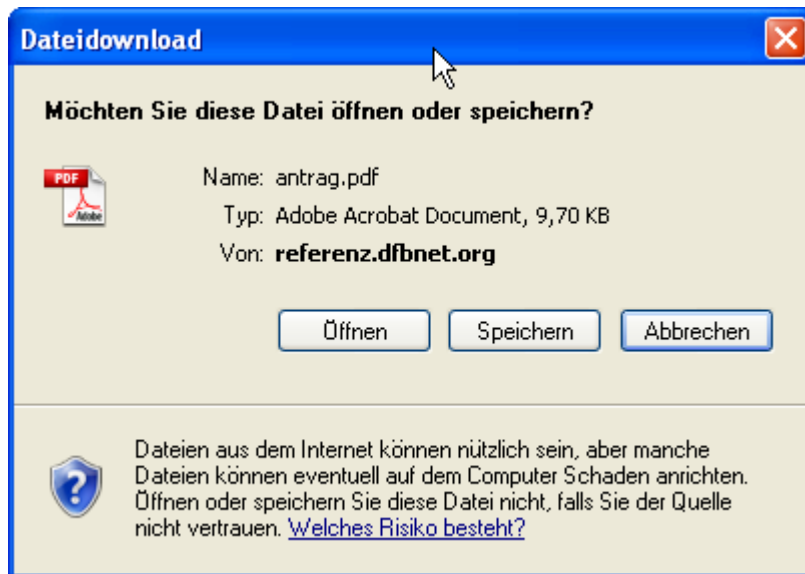 Dateidownload
Möchten Sie diese Datei öffnen oder speichern?
PDF
Adobe
Name: antrag.pdf
Typ: Adobe Acrobat Document, 9,70 KB
Von: referenz.dfbnet.org
Öffnen Speichern Abbrechen
Dateien aus dem Internet können nützlich sein, aber manche
Dateien können eventuell auf dem Computer Schaden anrichten.
Öffnen oder speichern Sie diese Datei nicht, falls Sie der Quelle
nicht vertrauen. Welches Risiko besteht?